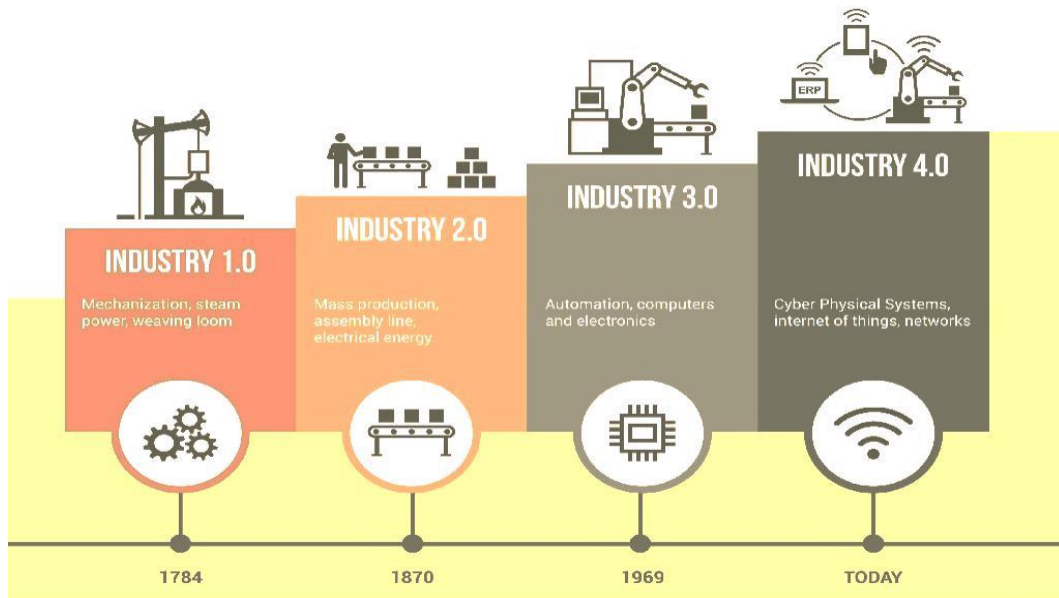 ERP
INDUSTRY 1.0
Mechanization, steam
power, weaving loom
INDUSTRY 2.0
Mass production,
assembly line,
electrical energy
INDUSTRY 3.0
Automation, computers
and electronics
INDUSTRY 4.0
Cyber Physical Systems,
internet of things, networks
1784
1870
1969
TODAY